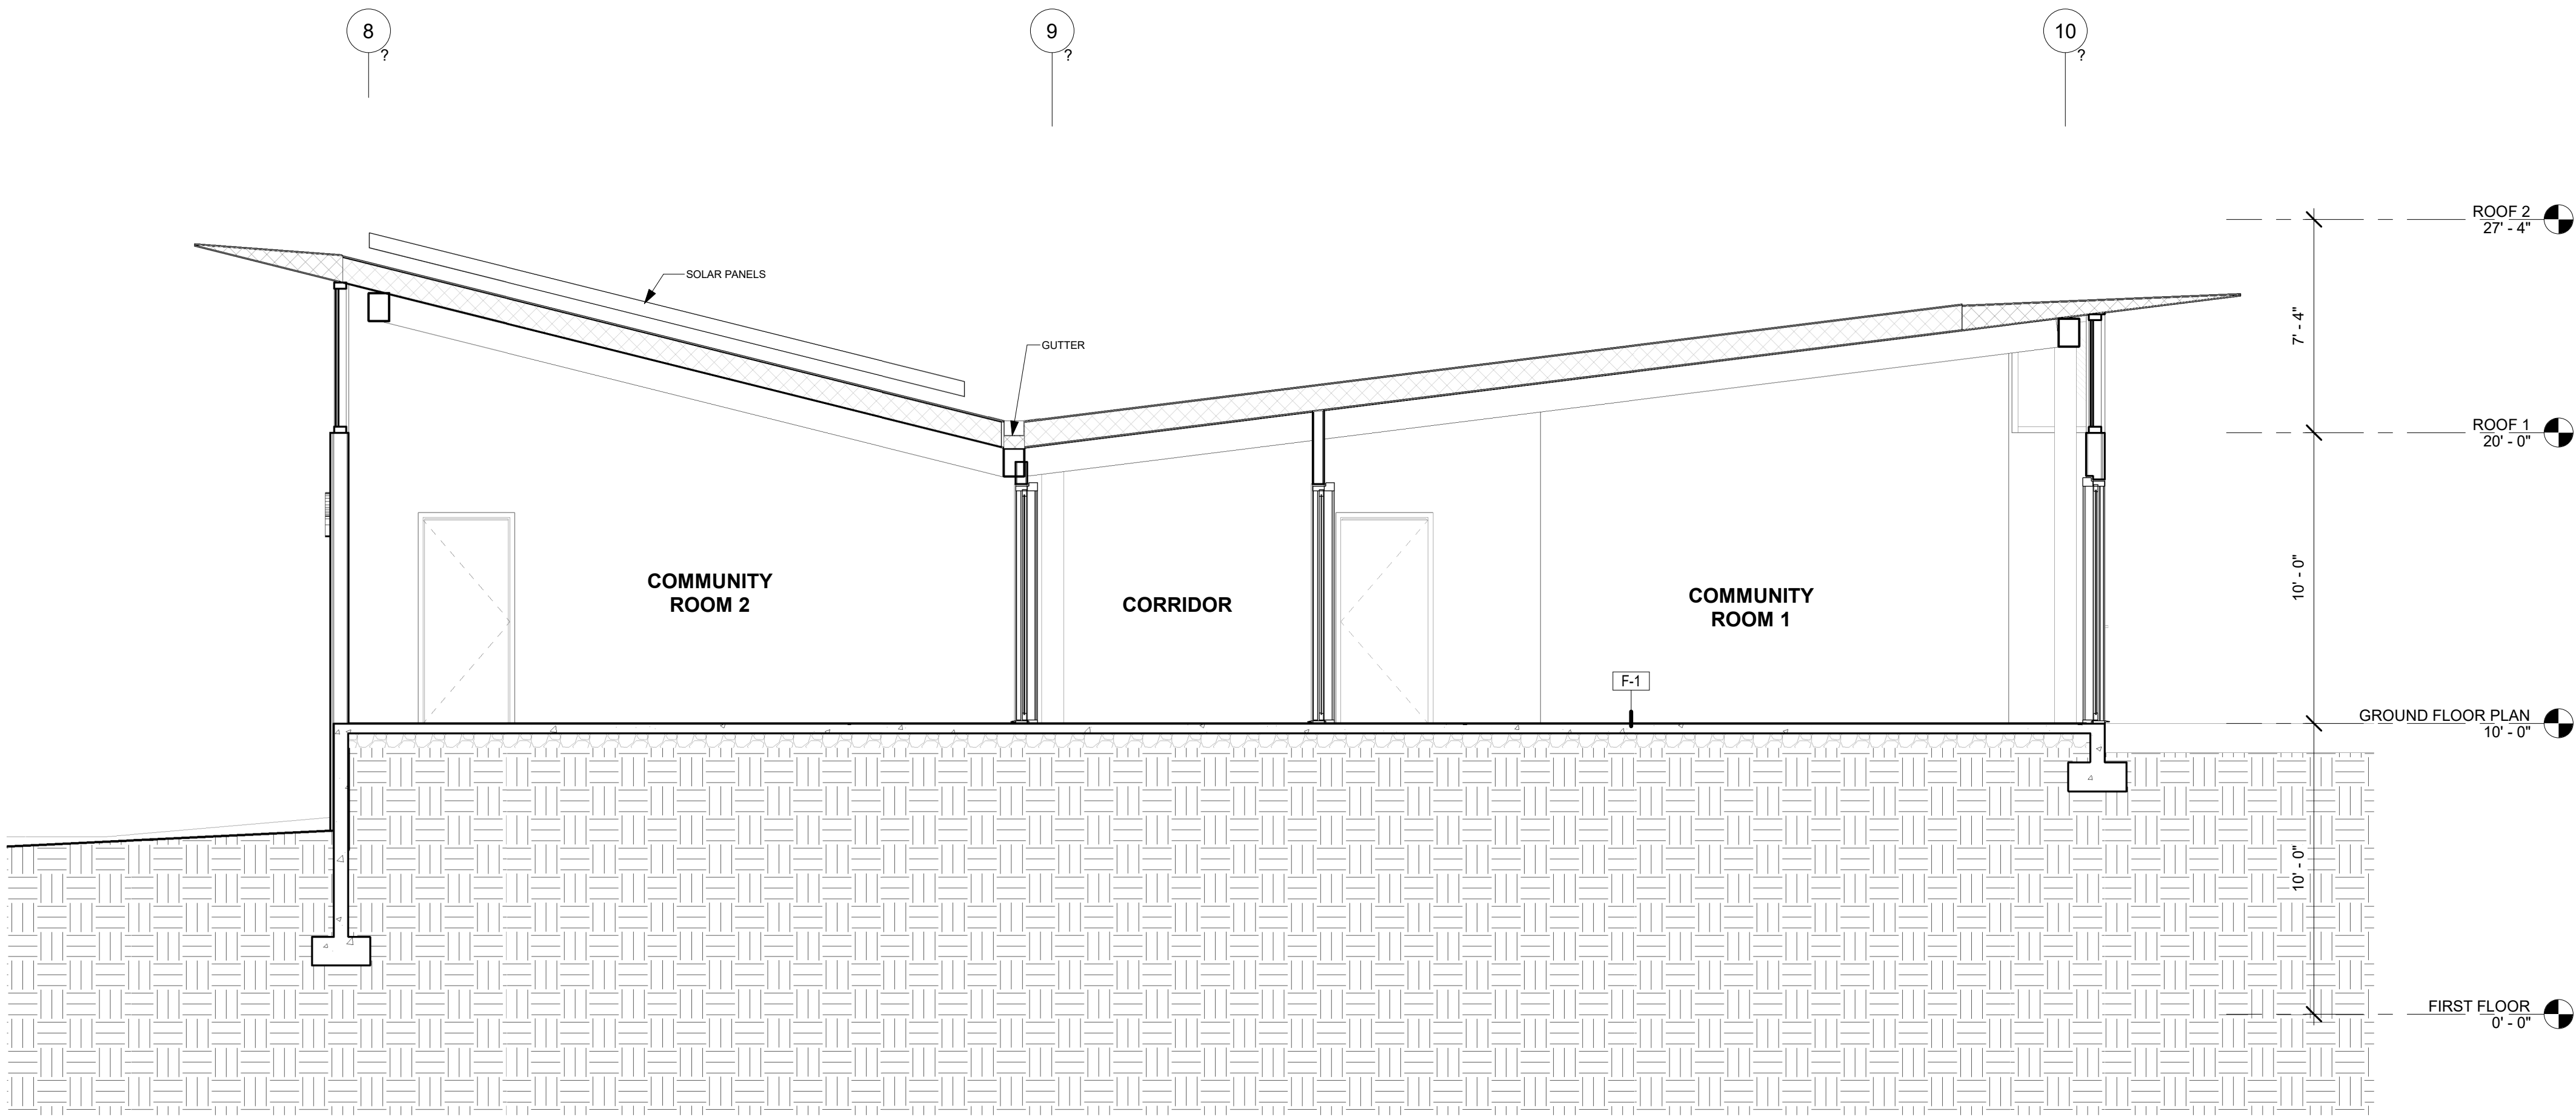 8
?
9
?
10
?
ROOF 2
27' - 4"
SOLAR PANELS
7' - 4"
GUTTER
ROOF 1
20' - 0"
10' - 0"
COMMUNITY
ROOM 2
CORRIDOR
COMMUNITY
ROOM 1
F-1
GROUND FLOOR PLAN
10' - 0"
10' - 0"
FIRST FLOOR
0' - 0"